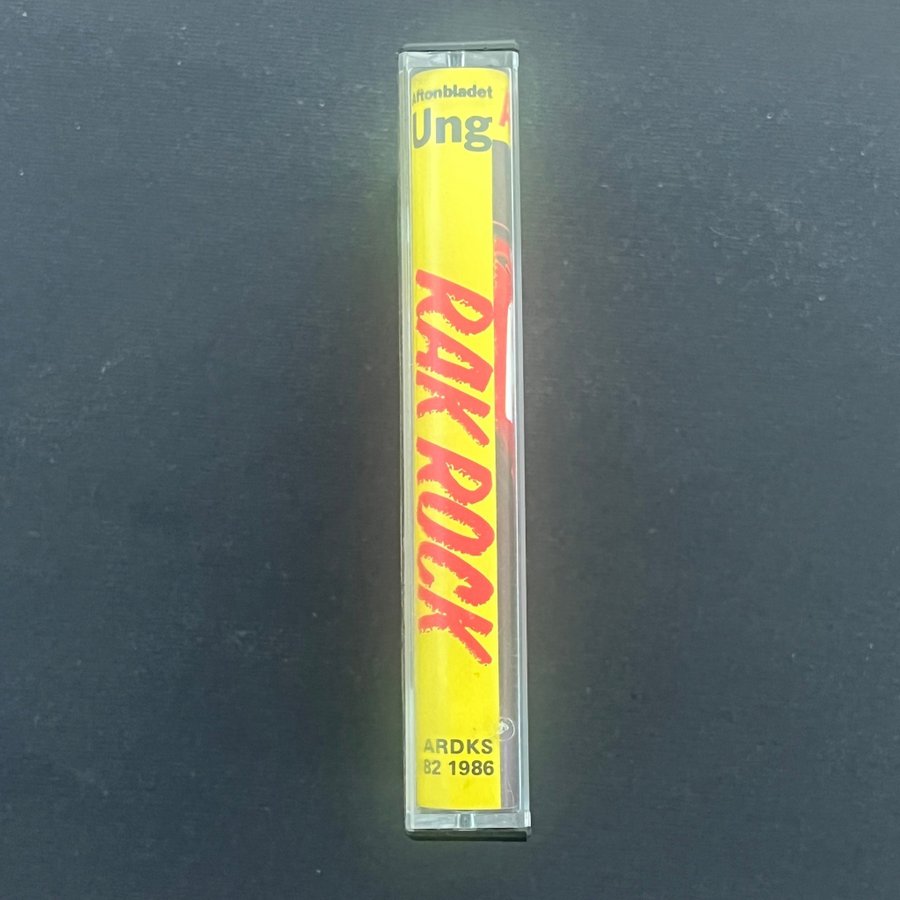 Aftonbladet
Ung
RAK ROCK
ARDKS
82 1986